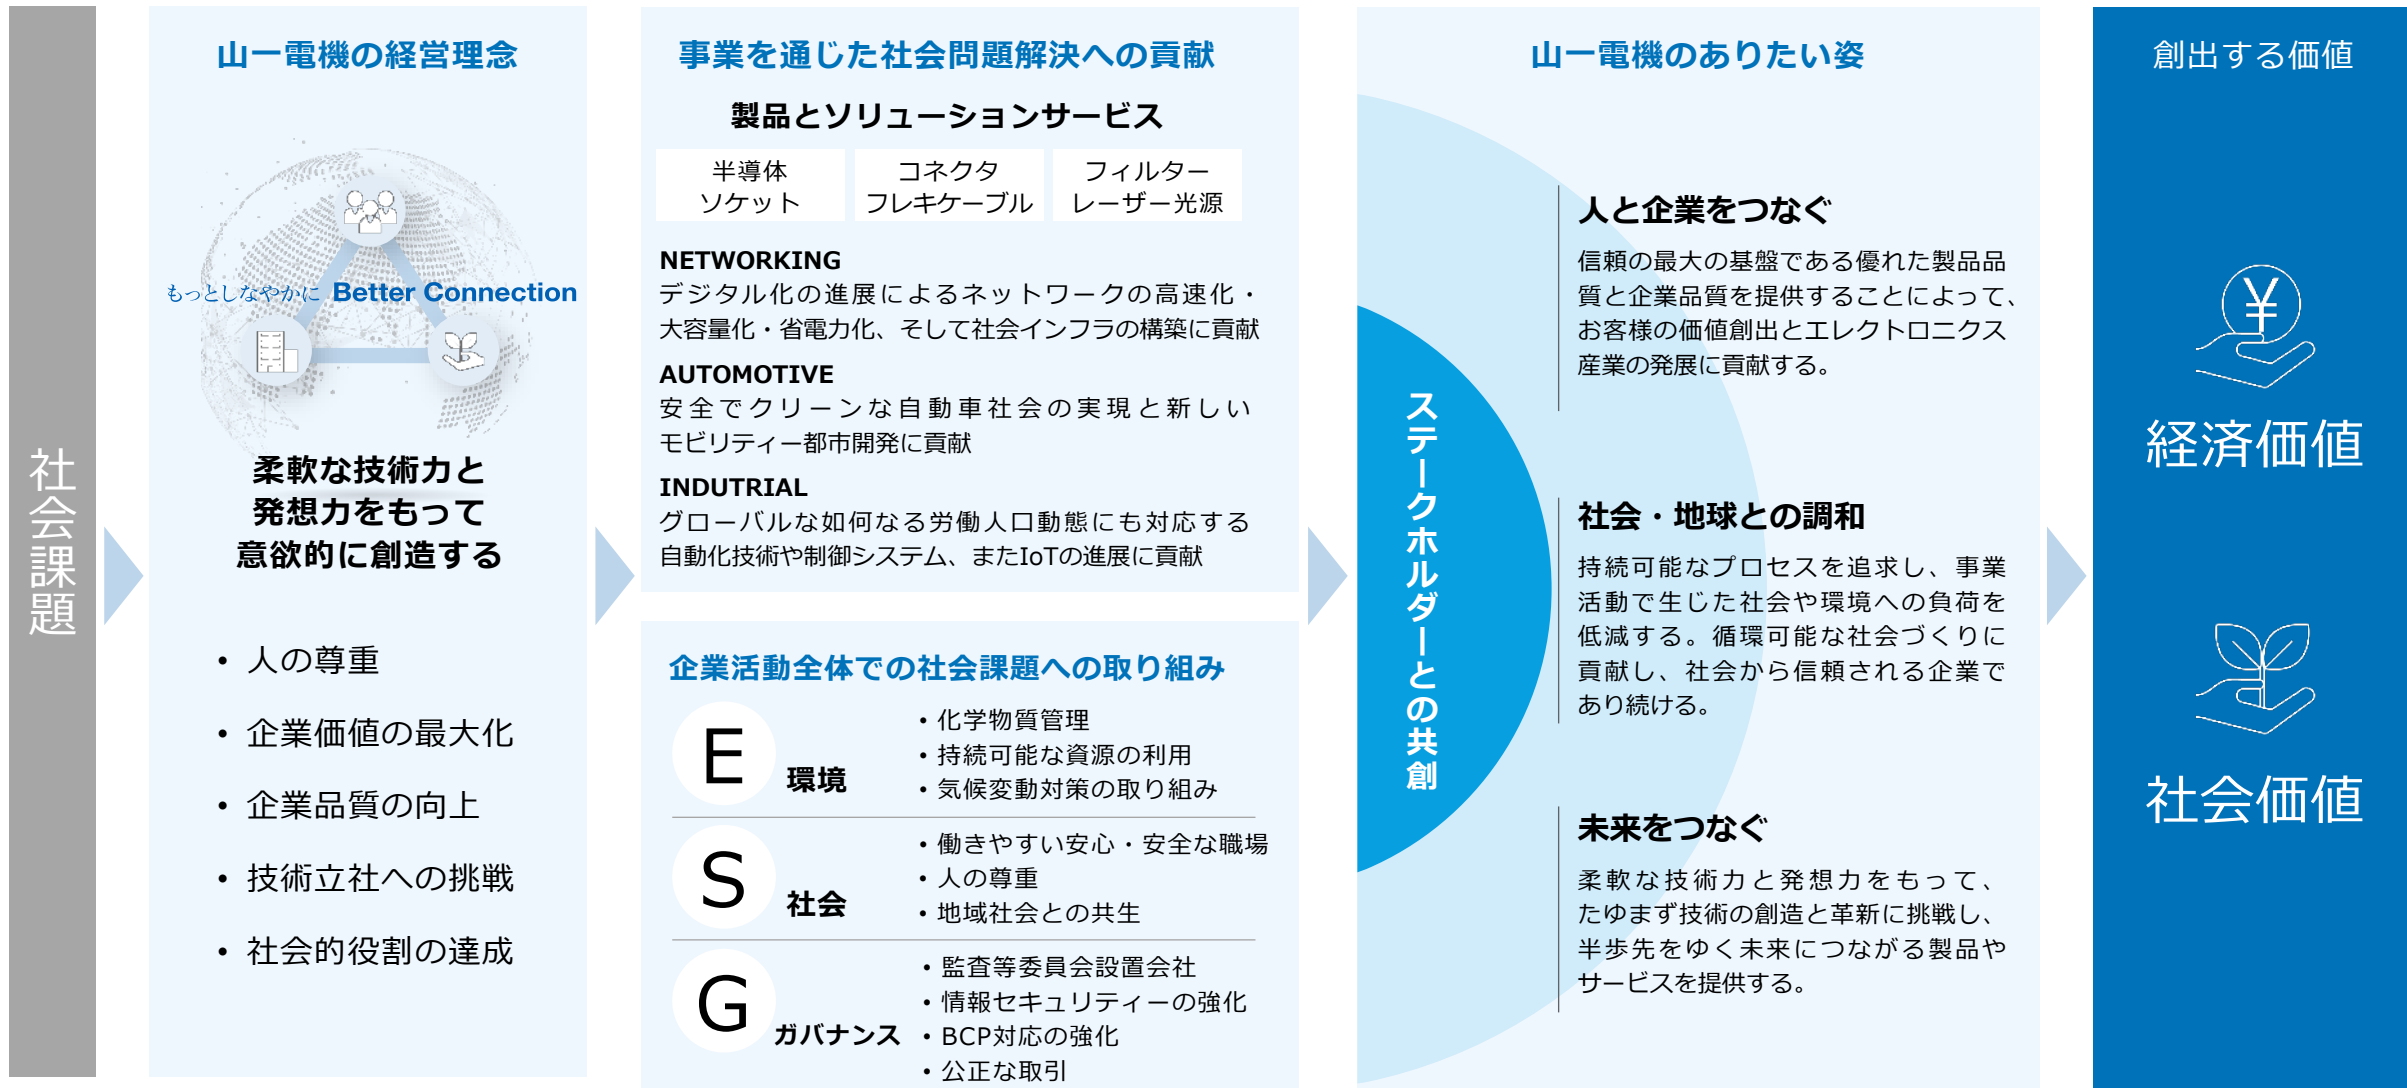 社会課題
山一電機の経営理念
もっとしなやかに Better Connection
柔軟な技術力と
発想力をもって
意欲的に創造する
• 人の尊重
• 企業価値の最大化
• 企業品質の向上
• 技術立社への挑戦
• 社会的役割の達成
事業を通じた社会問題解決への貢献
製品とソリューションサービス
半導体
ソケット
コネクタ
フレキケーブル
フィルター
レーザー光源
NETWORKING
デジタル化の進展によるネットワークの高速化・
大容量化・省電力化、そして社会インフラの構築に貢献
AUTOMOTIVE
安全でクリーンな自動車社会の実現と新しい
モビリティー都市開発に貢献
INDUTRIAL
グローバルな如何なる労働人口動態にも対応する
自動化技術や制御システム、またIoTの進展に貢献
企業活動全体での社会課題への取り組み
E 環境
• 化学物質管理
• 持続可能な資源の利用
• 気候変動対策の取り組み
S 社会
• 働きやすい安心・安全な職場
• 人の尊重
• 地域社会との共生
G ガバナンス
• 監査等委員会設置会社
• 情報セキュリティーの強化
• BCP対応の強化
• 公正な取引
山一電機のありたい姿
ステークホルダーとの共創
人と企業をつなぐ
信頼の最大の基盤である優れた製品品
質と企業品質を提供することによって、
お客様の価値創出とエレクトロニクス
産業の発展に貢献する。
社会・地球との調和
持続可能なプロセスを追求し、事業
活動で生じた社会や環境への負荷を
低減する。循環可能な社会づくりに
貢献し、社会から信頼される企業で
あり続ける。
未来をつなぐ
柔軟な技術力と発想力をもって、
たゆまず技術の創造と革新に挑戦し、
半歩先をゆく未来につながる製品や
サービスを提供する。
創出する価値
¥
経済価値
社会価値